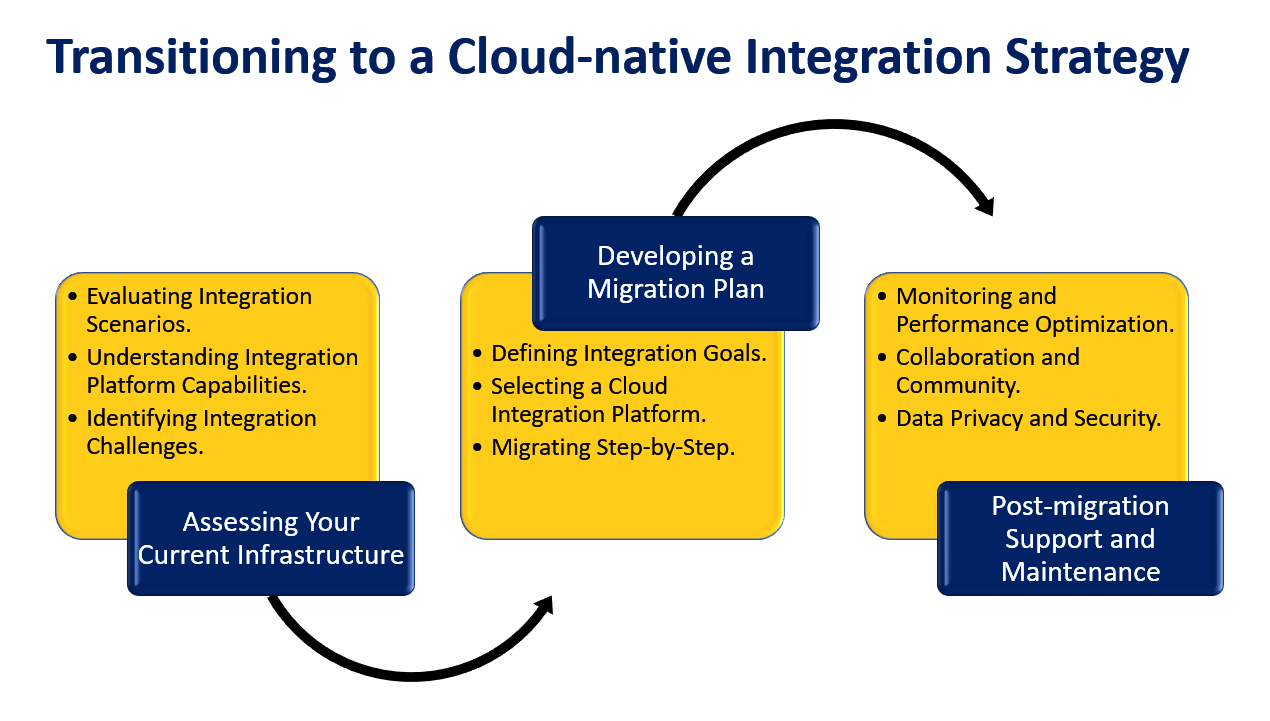 Transitioning to a Cloud-native Integration Strategy
• Evaluating Integration
Scenarios.
• Understanding Integration
Platform Capabilities.
• Identifying Integration
Challenges.
Assessing Your
Current Infrastructure
Developing a
Migration Plan
• Defining Integration Goals.
• Selecting a Cloud
Integration Platform.
• Migrating Step-by-Step.
• Monitoring and
Performance Optimization.
• Collaboration and
Community.
• Data Privacy and Security.
Post-migration
Support and
Maintenance